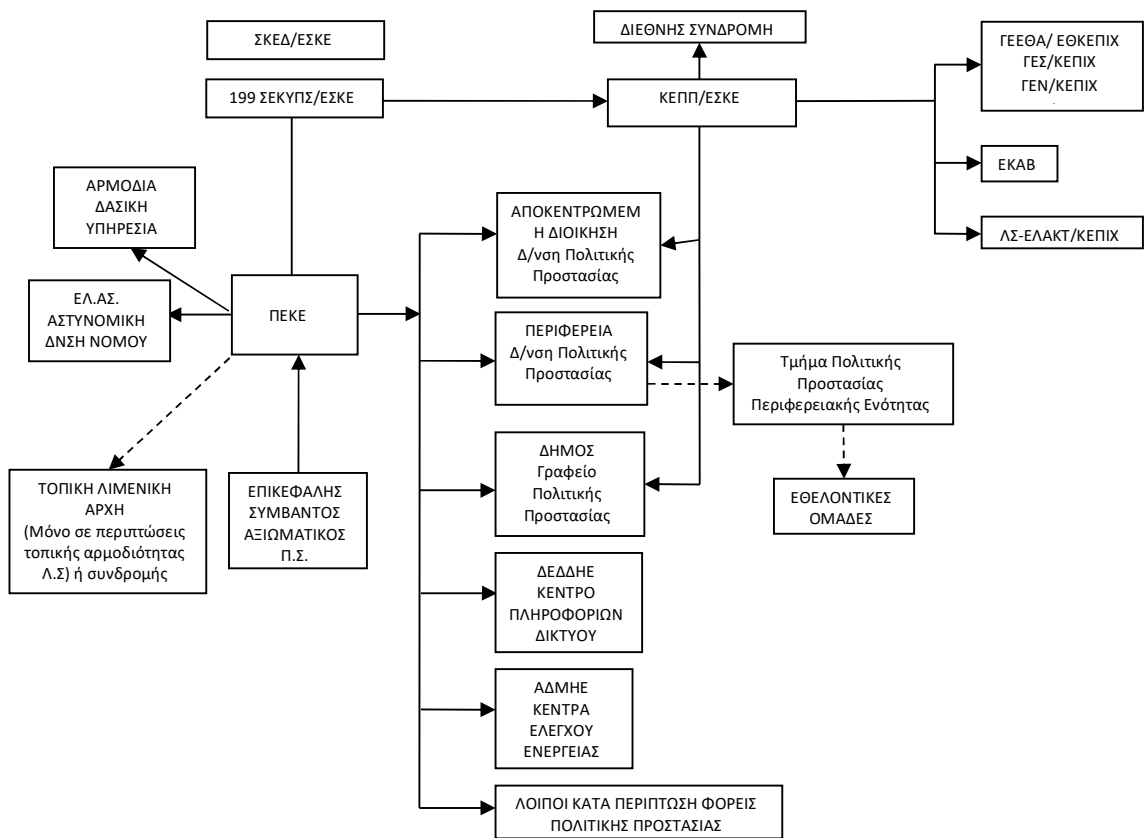 ΣΚΕΔ/ΕΣΚΕ
ΔΙΕΘΝΗΣ ΣΥΝΔΡΟΜΗ
ΓΕΕΘΑ/ ΕΘΚΕΠΙΧ
ΓΕΣ/ΚΕΠΙΧ
ΓΕΝ/ΚΕΠΙΧ
199 ΣΕΚΥΠΣ/ΕΣΚΕ
ΚΕΠΠ/ΕΣΚΕ
ΕΚΑΒ
ΛΣ-ΕΛΑΚΤ/ΚΕΠΙΧ
ΑΡΜΟΔΙΑ
ΔΑΣΙΚΗ
ΥΠΗΡΕΣΙΑ
ΑΠΟΚΕΝΤΡΩΜΕΜ
Η ΔΙΟΙΚΗΣΗ
Δ/νση Πολιτικής
Προστασίας
ΕΛ.ΑΣ.
ΑΣΤΥΝΟΜΙΚΗ
ΔΝΣΗ ΝΟΜΟΥ
ΠΕΚΕ
ΠΕΡΙΦΕΡΕΙΑ
Δ/νση Πολιτικής
Προστασίας
Τμήμα Πολιτικής
Προστασίας
Περιφερειακής Ενότητας
ΤΟΠΙΚΗ ΛΙΜΕΝΙΚΗ
ΑΡΧΗ
(Μόνο σε περιπτώσεις
τοπικής αρμοδιότητας
Λ.Σ) ή συνδρομής
ΕΠΙΚΕΦΑΛΗΣ
ΣΥΜΒΑΝΤΟΣ
ΑΞΙΩΜΑΤΙΚΟΣ
Π.Σ.
ΔΗΜΟΣ
Γραφείο
Πολιτικής
Προστασίας
ΕΘΕΛΟΝΤΙΚΕΣ
ΟΜΑΔΕΣ
ΔΕΔΔΗΕ
ΚΕΝΤΡΟ
ΠΛΗΡΟΦΟΡΙΩΝ
ΔΙΚΤΥΟΥ
ΑΔΜΗΕ
ΚΕΝΤΡΑ
ΕΛΕΓΧΟΥ
ΕΝΕΡΓΕΙΑΣ
ΛΟΙΠΟΙ ΚΑΤΑ ΠΕΡΙΠΤΩΣΗ ΦΟΡΕΙΣ
ΠΟΛΙΤΙΚΗΣ ΠΡΟΣΤΑΣΙΑΣ